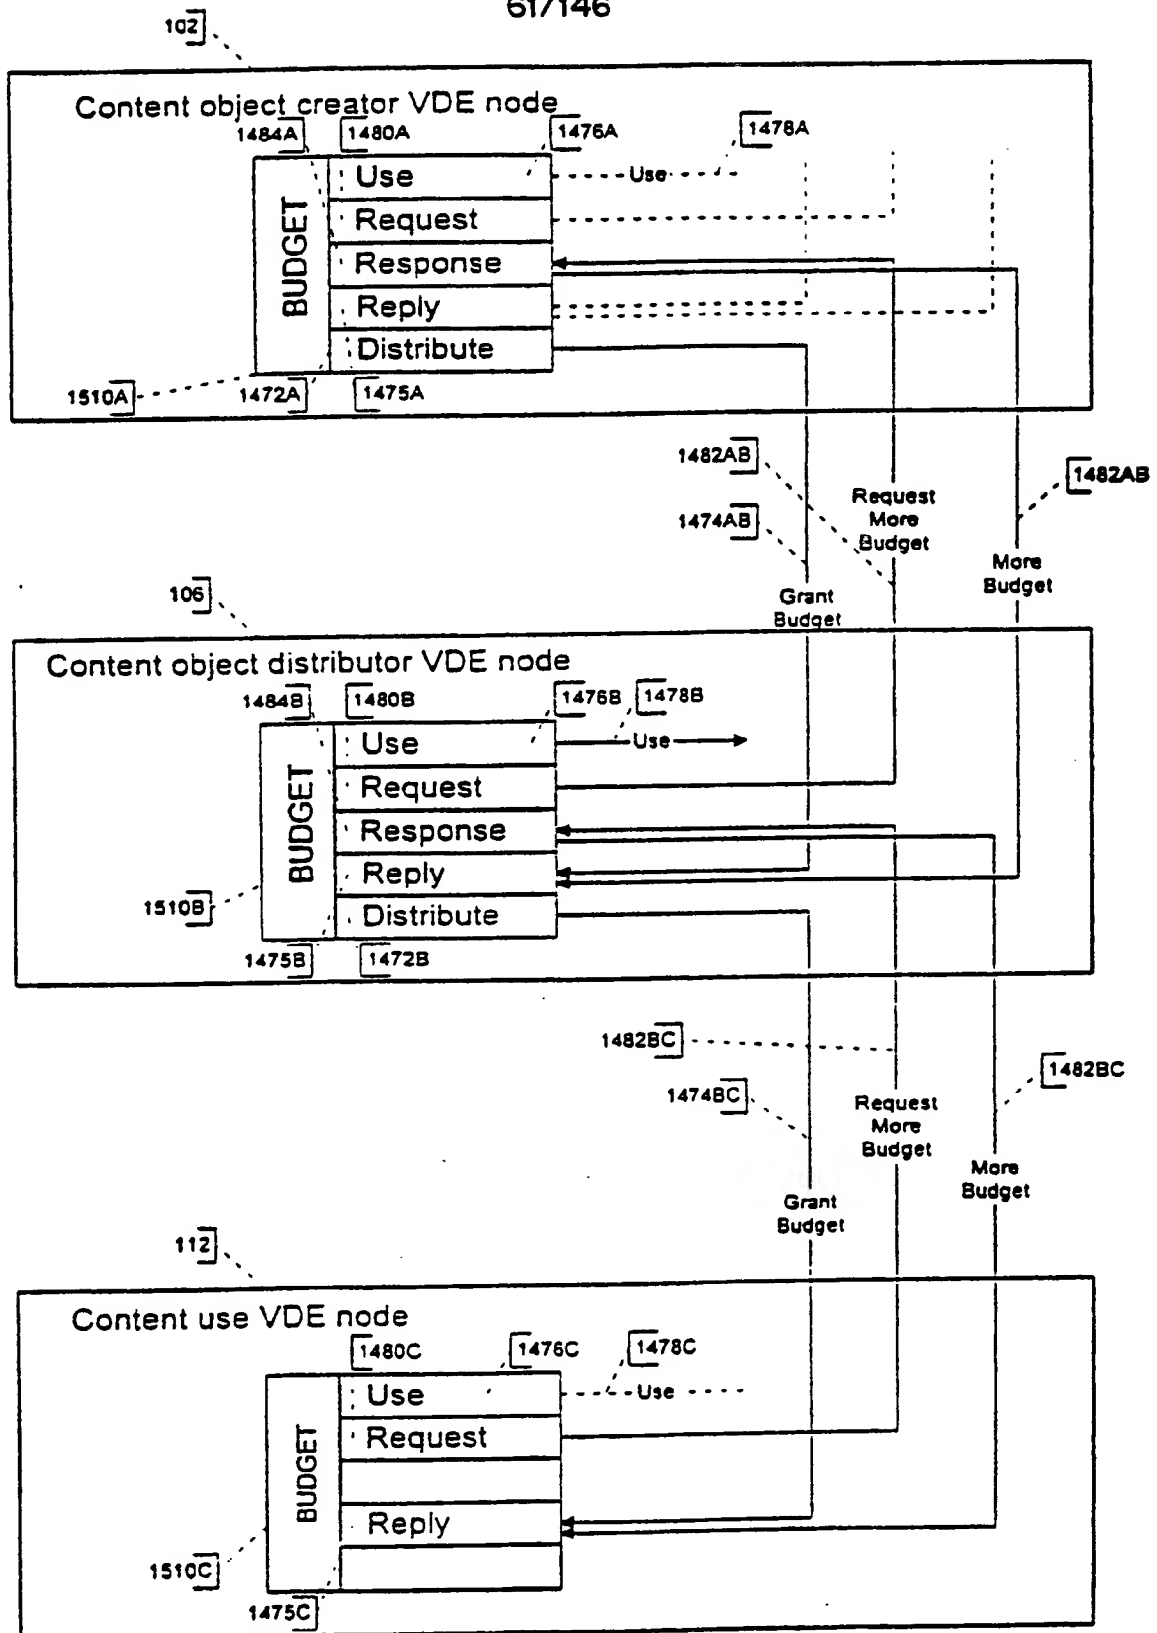 617146
102
Content object creator VDE node
1484A
1480A
1476A
1478A
BUDGET
Use
Use
Request
Response
Reply
Distribute
1510A
1472A
1475A
1482AB
1482AB
1474AB
Request
More
Budget
More
Budget
Grant
Budget
106
Content object distributor VDE node
1484B
1480B
1476B
1478B
BUDGET
Use
Use
Request
Response
Reply
Distribute
1510B
1475B
1472B
1482BC
1482BC
1474BC
Request
More
Budget
More
Budget
Grant
Budget
112
Content use VDE node
1480C
1476C
1478C
BUDGET
Use
Use
Request
Reply
1510C
1475C